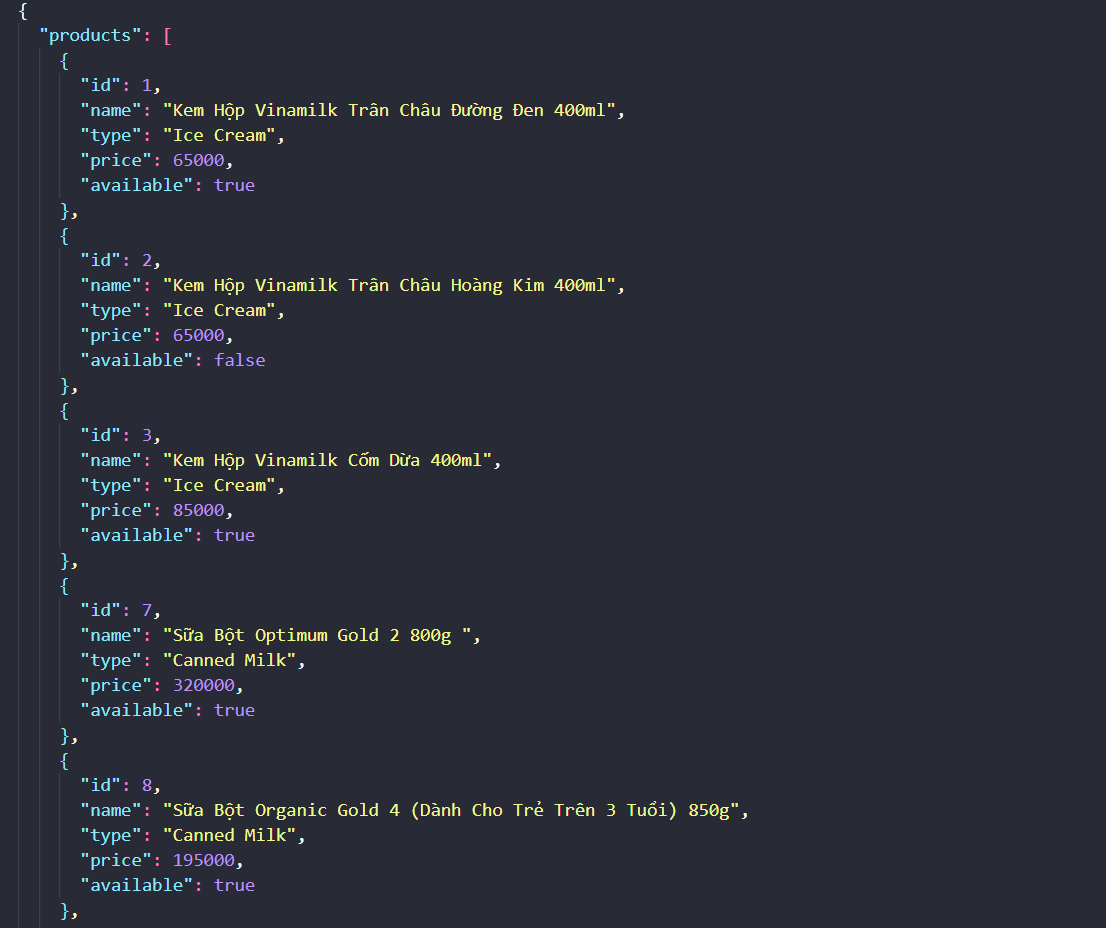 {
"products": [
{
"id": 1,
"name": "Kem Hộp Vinamilk Trân Châu Đường Đen 400ml",
"type": "Ice Cream",
"price": 65000,
"available": true
},
{
"id": 2,
"name": "Kem Hộp Vinamilk Trân Châu Hoàng Kim 400ml",
"type": "Ice Cream",
"price": 65000,
"available": false
},
{
"id": 3,
"name": "Kem Hộp Vinamilk Cốm Dừa 400ml",
"type": "Ice Cream",
"price": 85000,
"available": true
},
{
"id": 7,
"name": "Sữa Bột Optimum Gold 2 800g ",
"type": "Canned Milk",
"price": 320000,
"available": true
},
{
"id": 8,
"name": "Sữa Bột Organic Gold 4 (Dành Cho Trẻ Trên 3 Tuổi) 850g",
"type": "Canned Milk",
"price": 195000,
"available": true
},